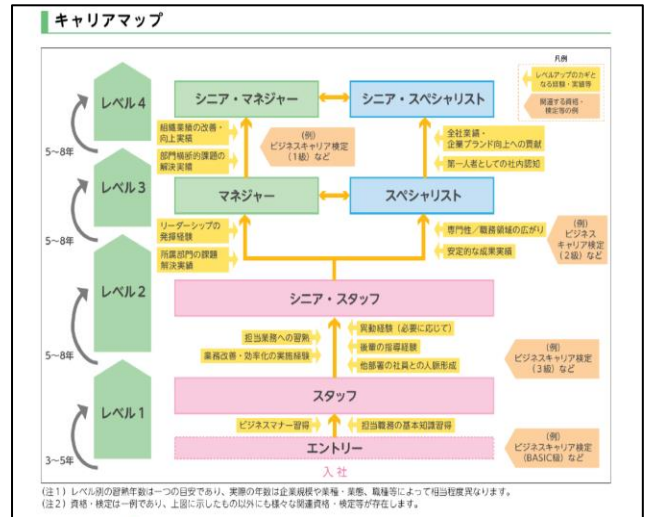 キャリアマップ
凡例
レベルアップのカギと
なる経験・実績等
関連する資格・
検定等の例
レベル4
シニア・マネジャー
シニア・スペシャリスト
5~8年
組織業績の改善・
向上実績
部門横断的課題の
解決実績
(例)
ビジネスキャリア検定
(1級)など
全社業績・
企業ブランド向上への貢献
第一人者としての社内認知
レベル3
マネジャー
スペシャリスト
5~8年
リーダーシップの
発揮経験
所属部門の課題
解決実績
専門性/職務領域の広がり
安定的な成果実績
(例)
ビジネス
キャリア検定
(2級)など
レベル2
シニア・スタッフ
5~8年
担当業務への習熟
業務改善・効率化の実施経験
異動経験(必要に応じて)
後輩の指導経験
他部署の社員との人脈形成
(例)
ビジネスキャリア検定
(3級)など
レベル1
スタッフ
3~5年
ビジネスマナー習得
担当職務の基本知識習得
エントリー
(例)
ビジネスキャリア検定
(BASIC級)など
入社
(注1)レベル別の習熟年数は一つの目安であり、実際の年数は企業規模や業種・業態、職種等によって相当程度異なります。
(注2)資格・検定は一例であり、上図に示したもの以外にも様々な関連資格・検定等が存在します。